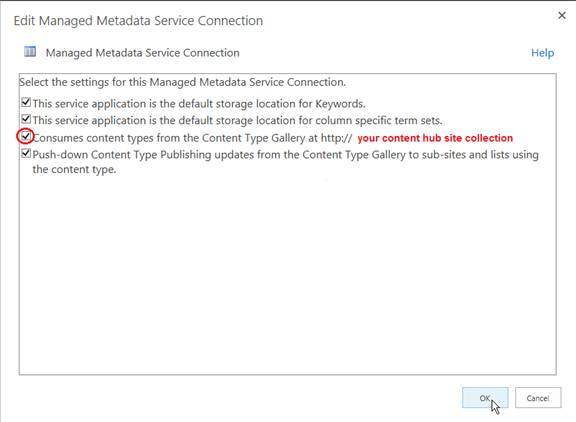 Edit Managed Metadata Service Connection
Managed Metadata Service Connection
Help
Select the settings for this Managed Metadata Service Connection.
This service application is the default storage location for Keywords.
This service application is the default storage location for column specific term sets.
Consumes content types from the Content Type Gallery at http:// your content hub site collection
Push-down Content Type Publishing updates from the Content Type Gallery to sub-sites and lists using
the content type.
OK
Cancel